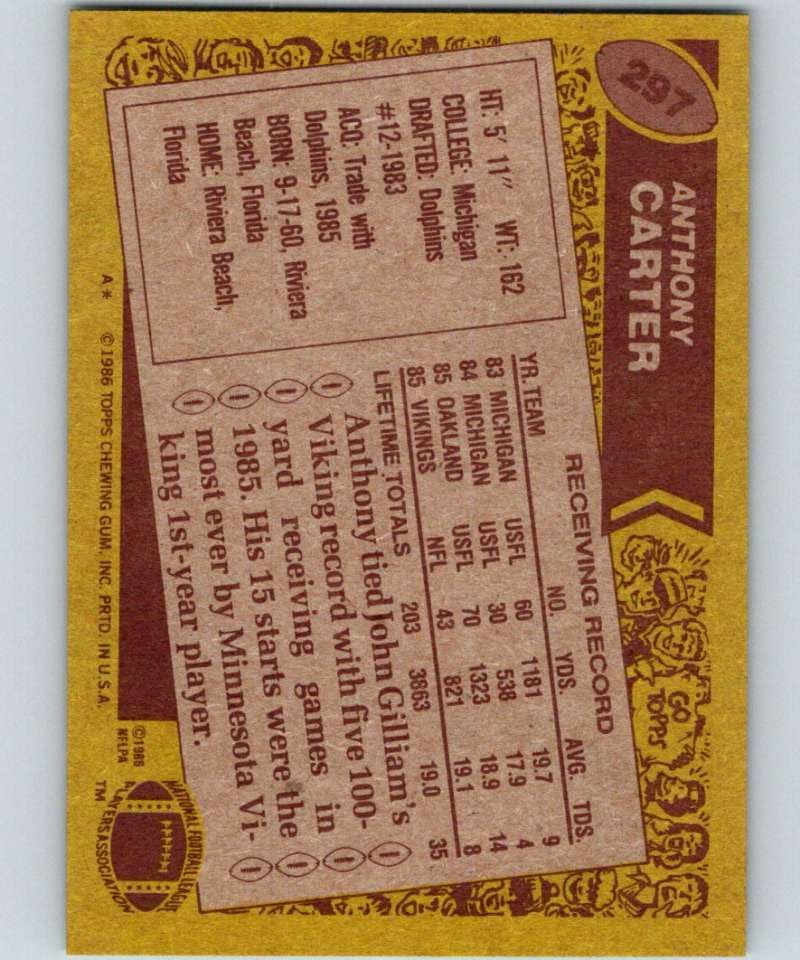 297
ANTHONY
CARTER
GO
TOPPS
HT: 5' 11" WT: 162
COLLEGE: Michigan
DRAFTED: Dolphins
#12-1983
ACQ: Trade with
Dolphins, 1985
BORN: 9-17-60, Riviera
Beach, Florida
HOME: Riviera Beach,
Florida
RECEIVING RECORD
YR. TEAM NO. YDS. AVG. TDS.
83 MICHIGAN USFL 60 1181 19.7 9
84 MICHIGAN USFL 30 538 17.9 4
85 OAKLAND USFL 70 1323 18.9 14
85 VIKINGS NFL 43 821 19.1 8
LIFETIME TOTALS 203 3863 19.0 35
Anthony tied John Gilliam's
Viking record with five 100-
yard receiving games in
1985. His 15 starts were the
most ever by Minnesota Vi-
king 1st-year player.
A* © 1986 TOPPS CHEWING GUM, INC. PRTD. IN U.S.A.
© 1986
NFLPA
NATIONAL FOOTBALL LEAGUE
PLAYERS ASSOCIATION
TM